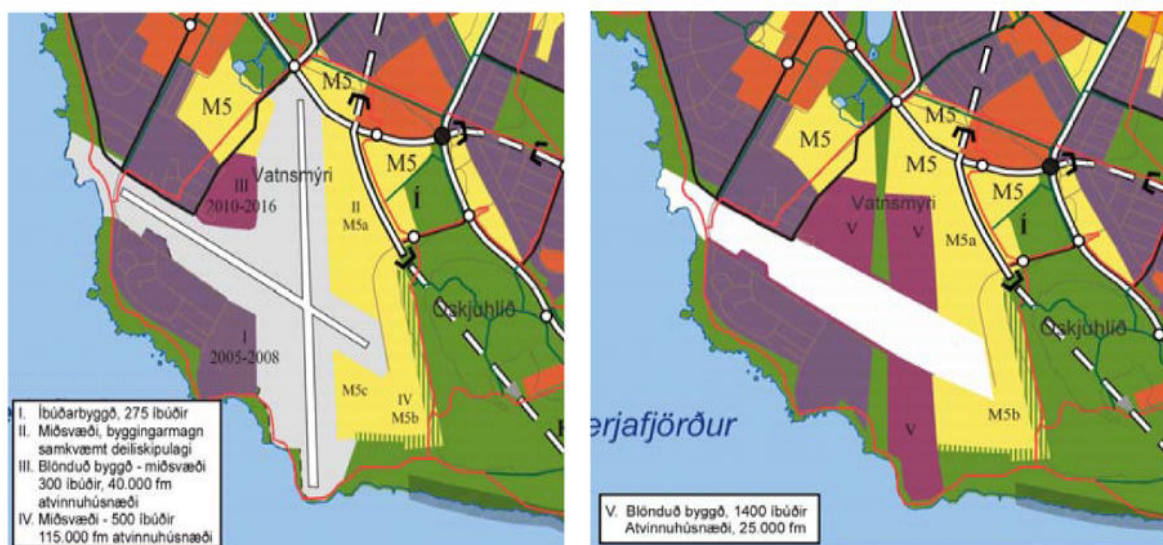 M5
M5
M5
Vatnsmýri
III
2010-2016
II
M5a
Í
Öskjuhlíð
I
2005-2008
M5c
IV
M5b
I. Íbúðarbyggð, 275 íbúðir
II. Miðsvæði, byggingarmagn
samkvæmt deiliskipulagi
III. Blönduð byggð - miðsvæði
300 íbúðir, 40.000 fm
atvinnuhúsnæði
IV. Miðsvæði - 500 íbúðir
115.000 fm atvinnuhúsnæði
M5
M5
M5
M5
Vatnsmýri
V
V
M5a
Í
Öskjuhlíð
M5b
V
erjafjörður
V. Blönduð byggð, 1400 íbúðir
Atvinnuhúsnæði, 25.000 fm